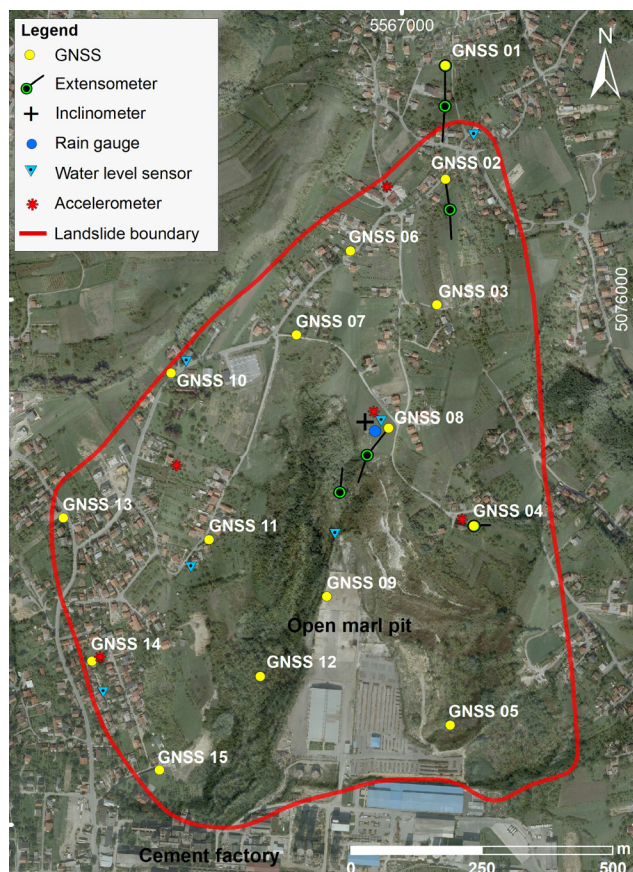 Legend
GNSS
Extensometer
Inclinometer
Rain gauge
Water level sensor
Accelerometer
Landslide boundary
5567000
N
GNSS 01
GNSS 02
GNSS 06
GNSS 03
5076000
GNSS 07
GNSS 10
GNSS 08
GNSS 13
GNSS 04
GNSS 11
GNSS 09
Open marl pit
GNSS 14
GNSS 12
GNSS 05
GNSS 15
Cement factory
m
0
250
500